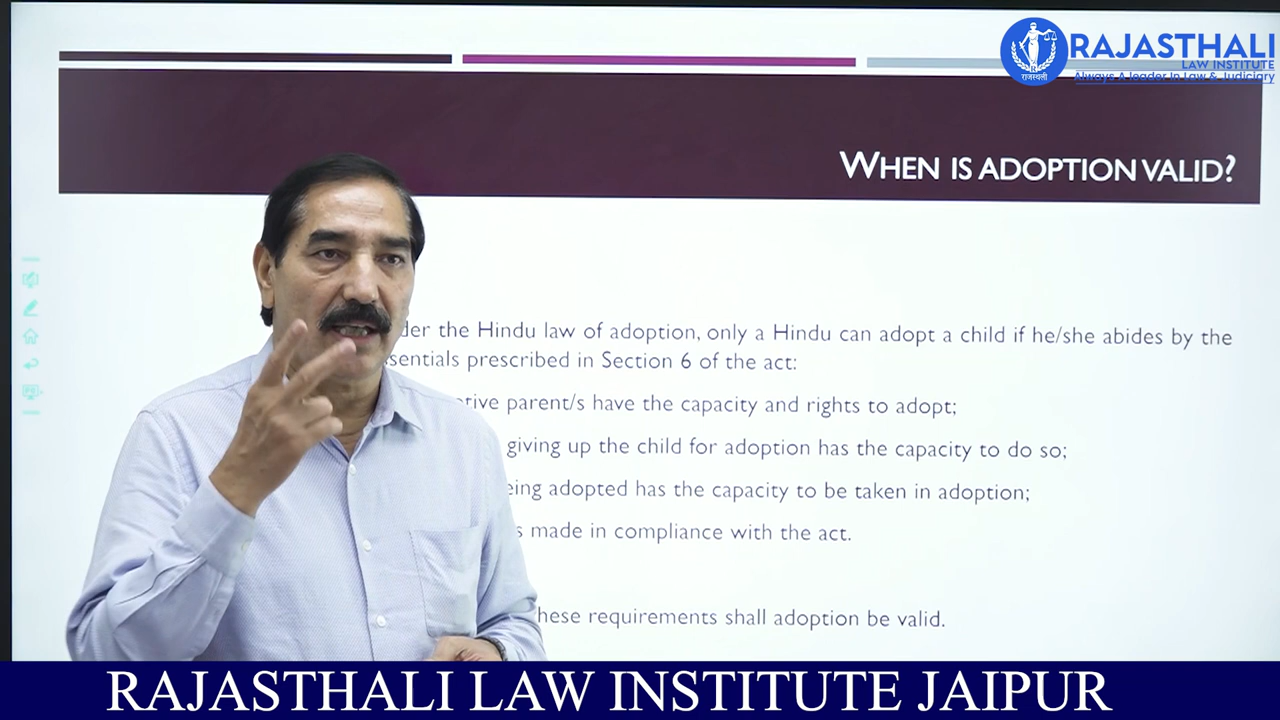 RAJASTHALI
LAW INSTITUTE
राजस्थली
Always A leader In Law & Judiciary
WHEN IS ADOPTION VALID?
der the Hindu law of adoption, only a Hindu can adopt a child if he/she abides by the
sentials prescribed in Section 6 of the act:
tive parent/s have the capacity and rights to adopt;
giving up the child for adoption has the capacity to do so;
eing adopted has the capacity to be taken in adoption;
s made in compliance with the act.
hese requirements shall adoption be valid.
RAJASTHALI LAW INSTITUTE JAIPUR